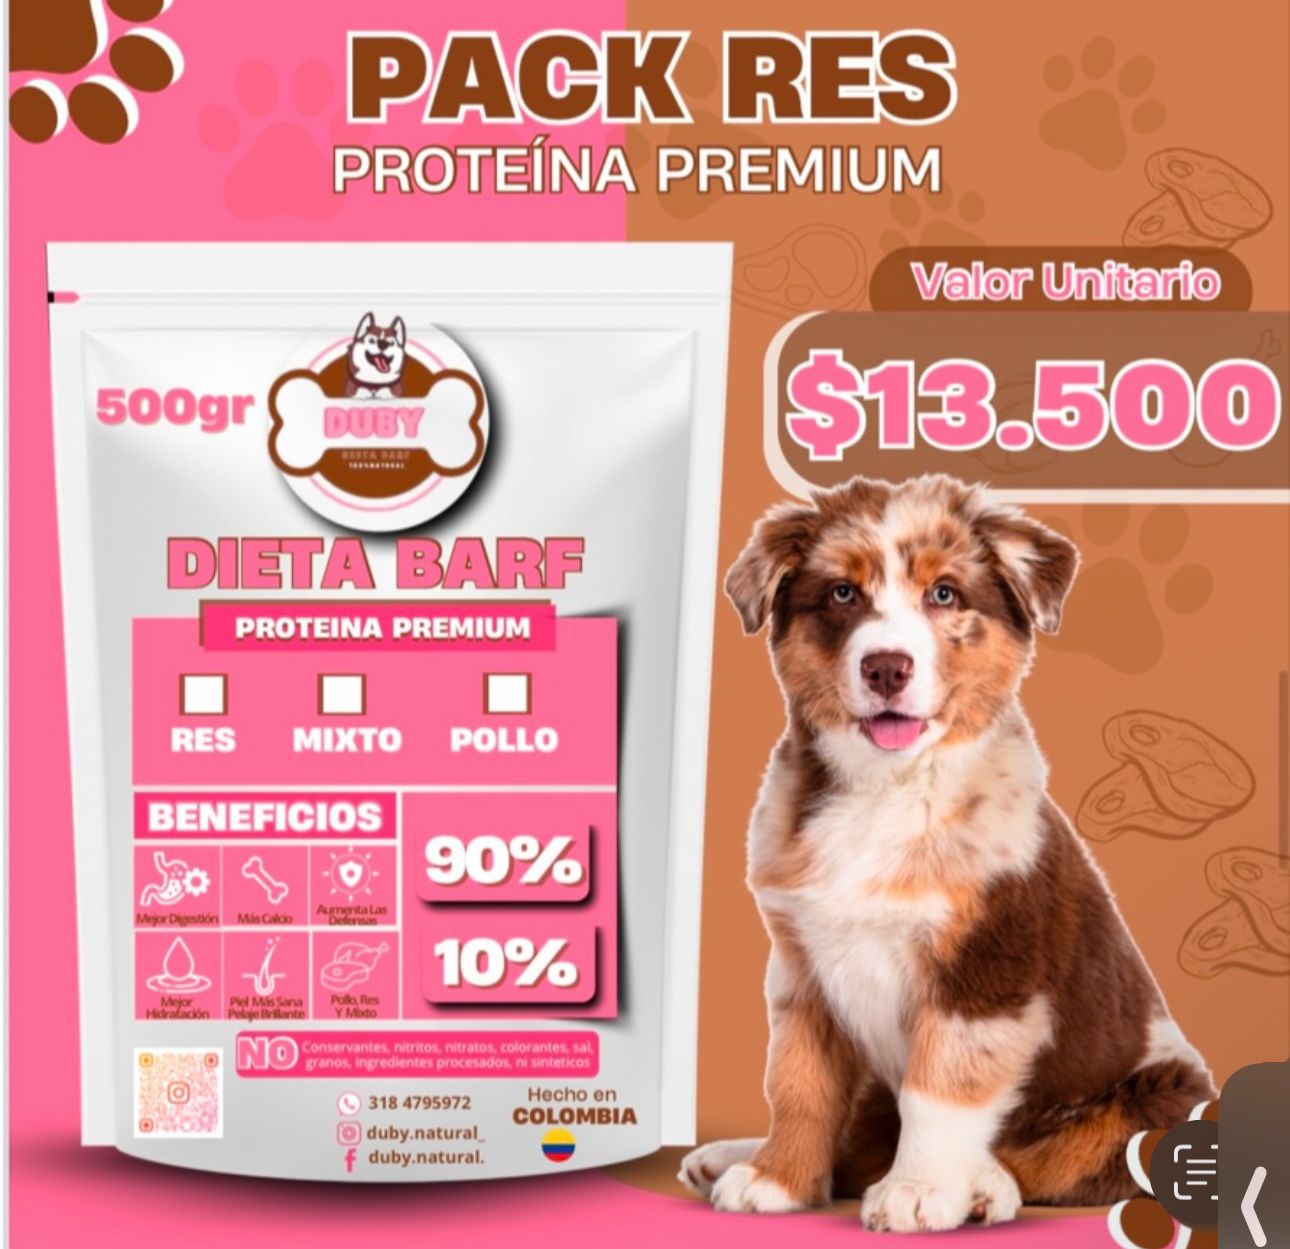 PACK RES
PROTEÍNA PREMIUM
Valor Unitario
$13.500
500gr
DUBY
DIETA BARF
100%NATURAL
DIETA BARF
PROTEINA PREMIUM
RES MIXTO POLLO
BENEFICIOS
90%
10%
Mejor Digestión
Más Calcio
Aumenta Las
Defensas
Mejor
Hidratación
Piel Más Sana
Pelaje Brillante
Pollo, Res
Y Mixto
NO Conservantes, nitritos, nitratos, colorantes, sal,
granos, ingredientes procesados, ni sinteticos
318 4795972
duby.natural_
duby.natural.
Hecho en
COLOMBIA